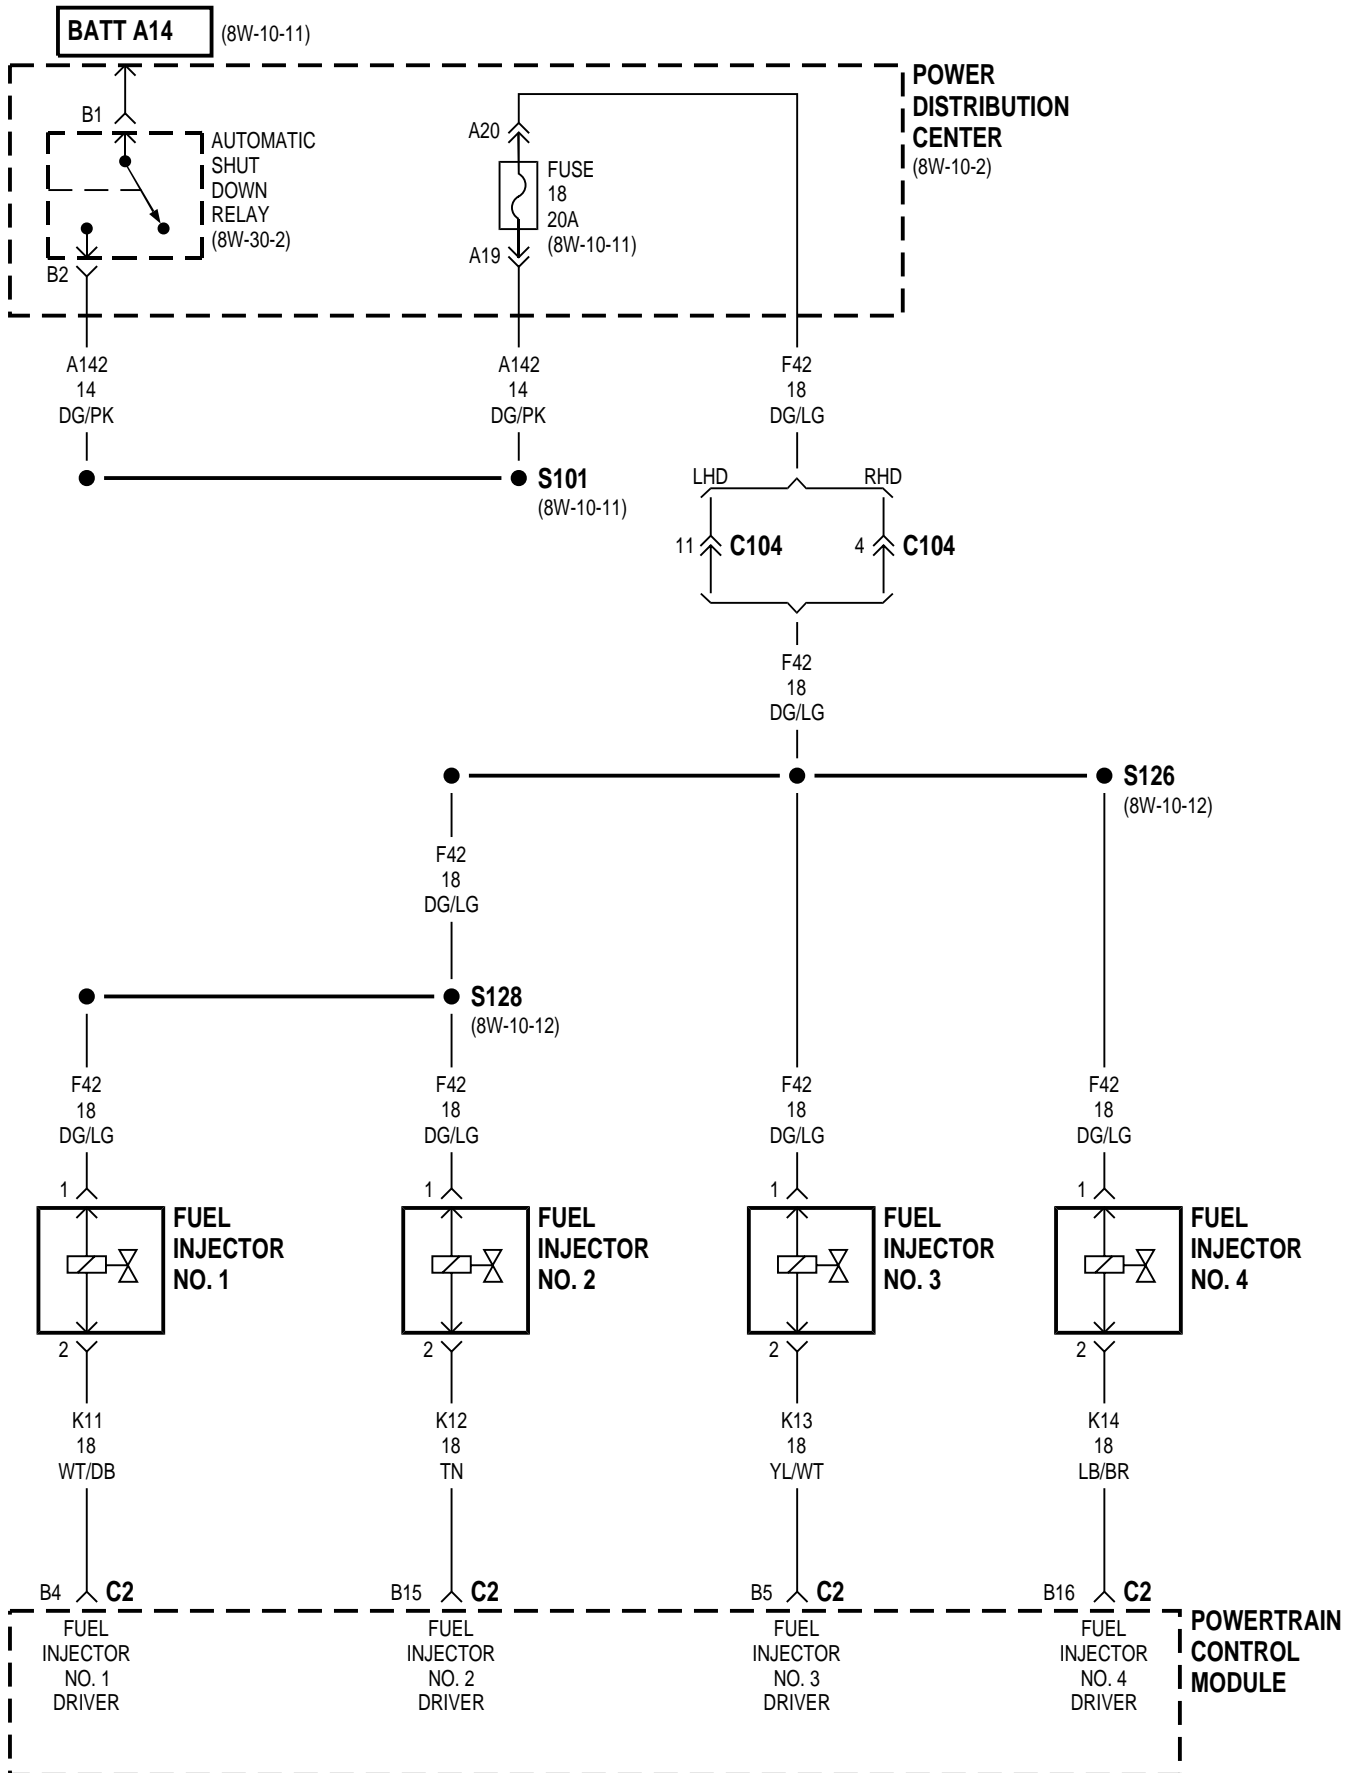 BATT A14 (8W-10-11)
POWER
DISTRIBUTION
CENTER
(8W-10-2)
B1
AUTOMATIC
SHUT
DOWN
RELAY
(8W-30-2)
B2
A20
FUSE
18
20A
(8W-10-11)
A19
A142
14
DG/PK
A142
14
DG/PK
F42
18
DG/LG
S101
(8W-10-11)
LHD
RHD
11 C104
4 C104
F42
18
DG/LG
S126
(8W-10-12)
F42
18
DG/LG
S128
(8W-10-12)
F42
18
DG/LG
F42
18
DG/LG
F42
18
DG/LG
F42
18
DG/LG
1
FUEL
INJECTOR
NO. 1
2
1
FUEL
INJECTOR
NO. 2
2
1
FUEL
INJECTOR
NO. 3
2
1
FUEL
INJECTOR
NO. 4
2
K11
18
WT/DB
K12
18
TN
K13
18
YL/WT
K14
18
LB/BR
B4 C2
B15 C2
B5 C2
B16 C2
FUEL
INJECTOR
NO. 1
DRIVER
FUEL
INJECTOR
NO. 2
DRIVER
FUEL
INJECTOR
NO. 3
DRIVER
FUEL
INJECTOR
NO. 4
DRIVER
POWERTRAIN
CONTROL
MODULE